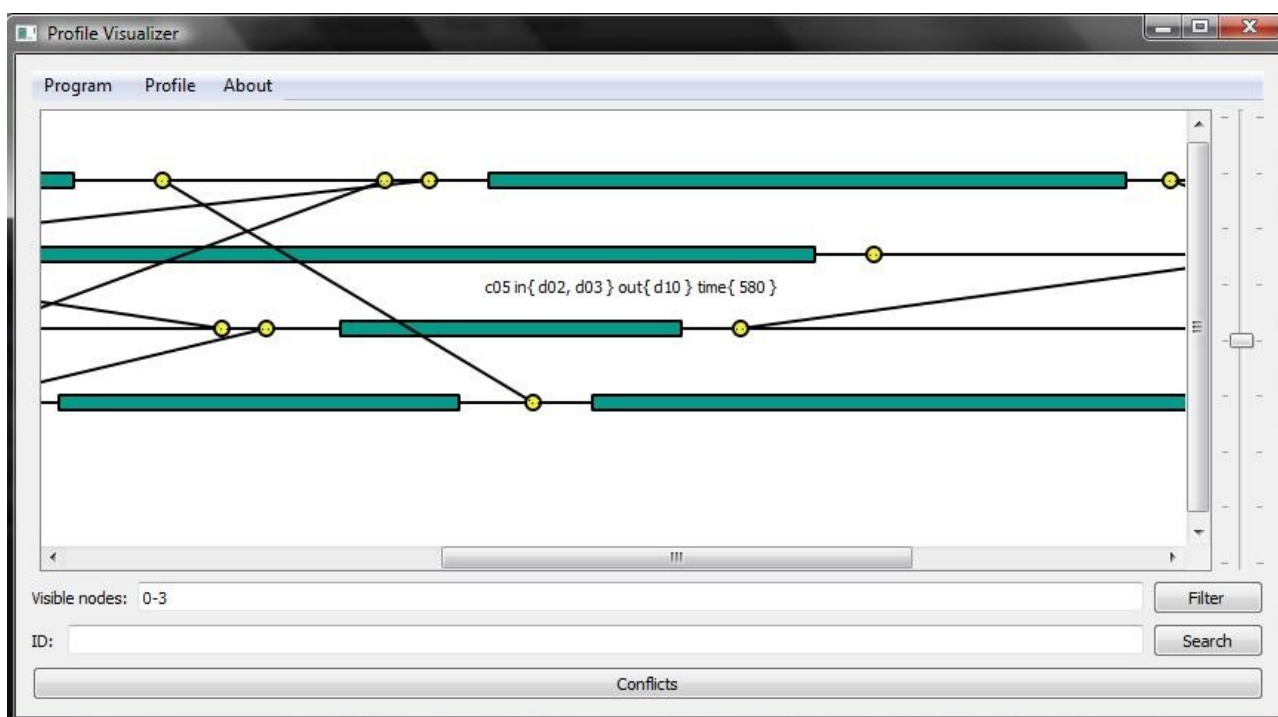 Profile Visualizer
Program Profile About
c05 in{ d02, d03 } out{ d10 } time{ 580 }
Visible nodes: 0-3 Filter
ID: Search
Conflicts